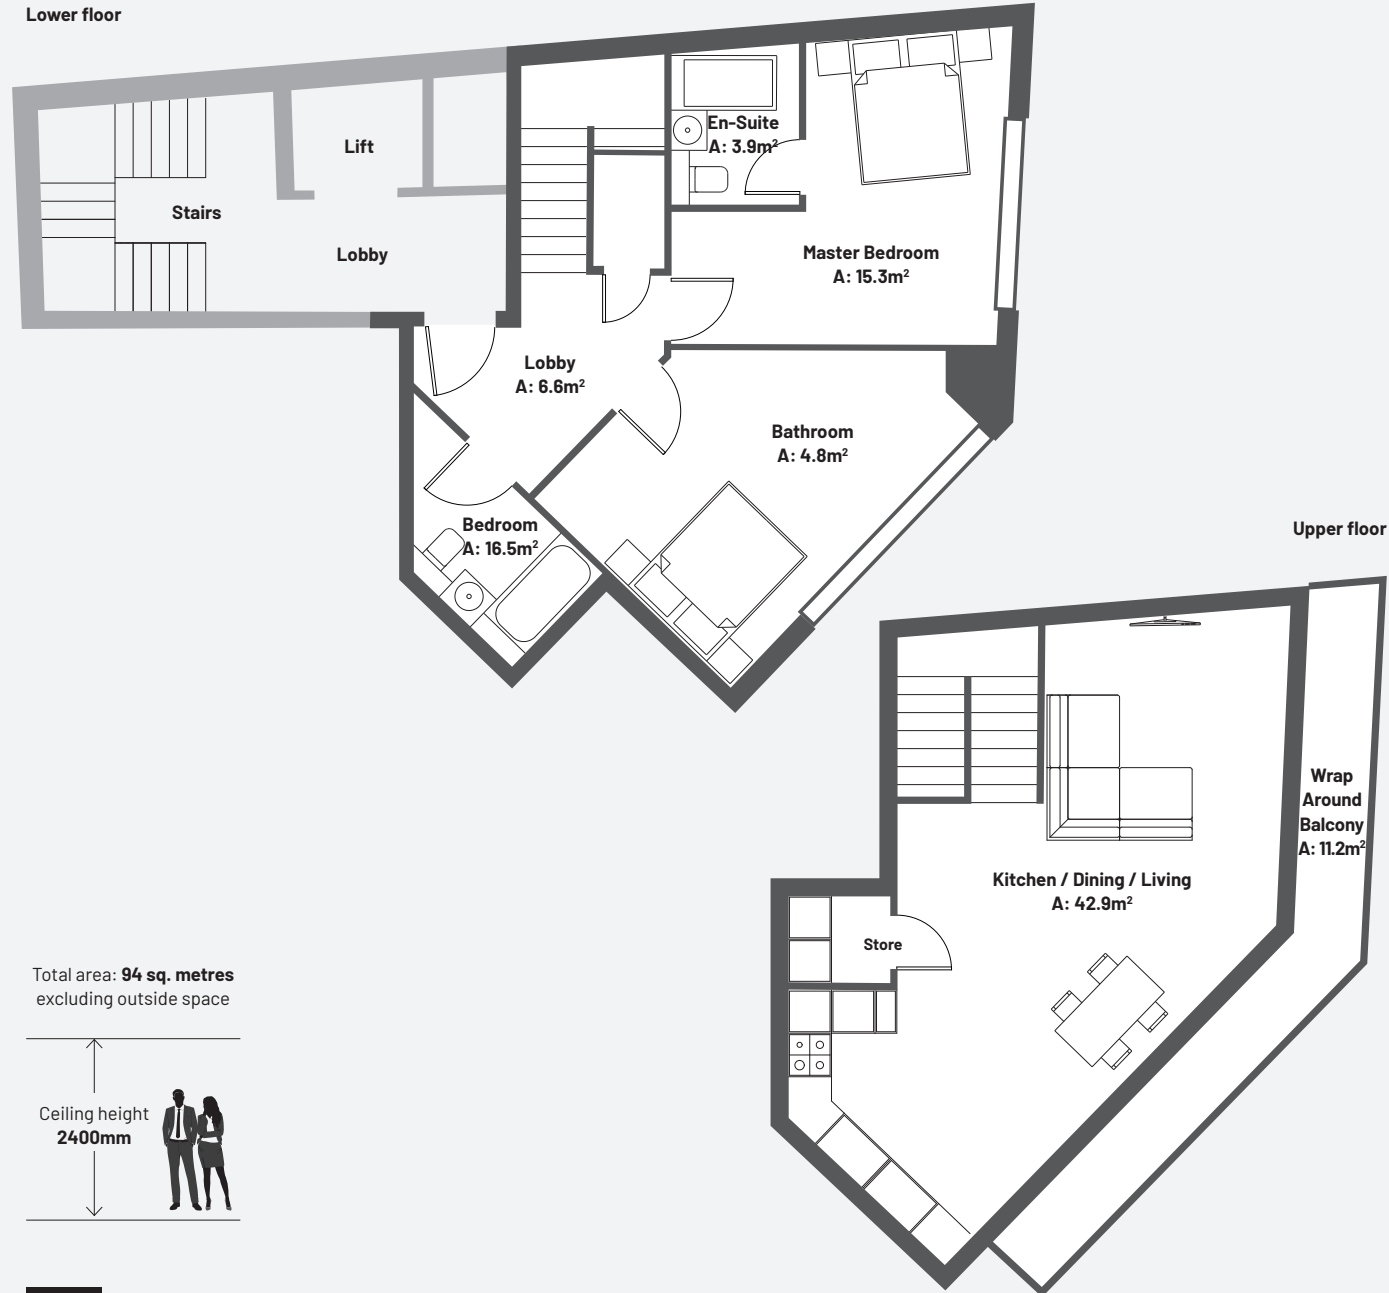 Lower floor
En-Suite
A: 3.9m²
Lift
Stairs
Lobby
Master Bedroom
A: 15.3m²
Lobby
A: 6.6m²
Bathroom
A: 4.8m²
Bedroom
A: 16.5m²
Upper floor
Wrap
Around
Balcony
A: 11.2m²
Kitchen / Dining / Living
A: 42.9m²
Store
Total area: 94 sq. metres
excluding outside space
Ceiling height
2400mm